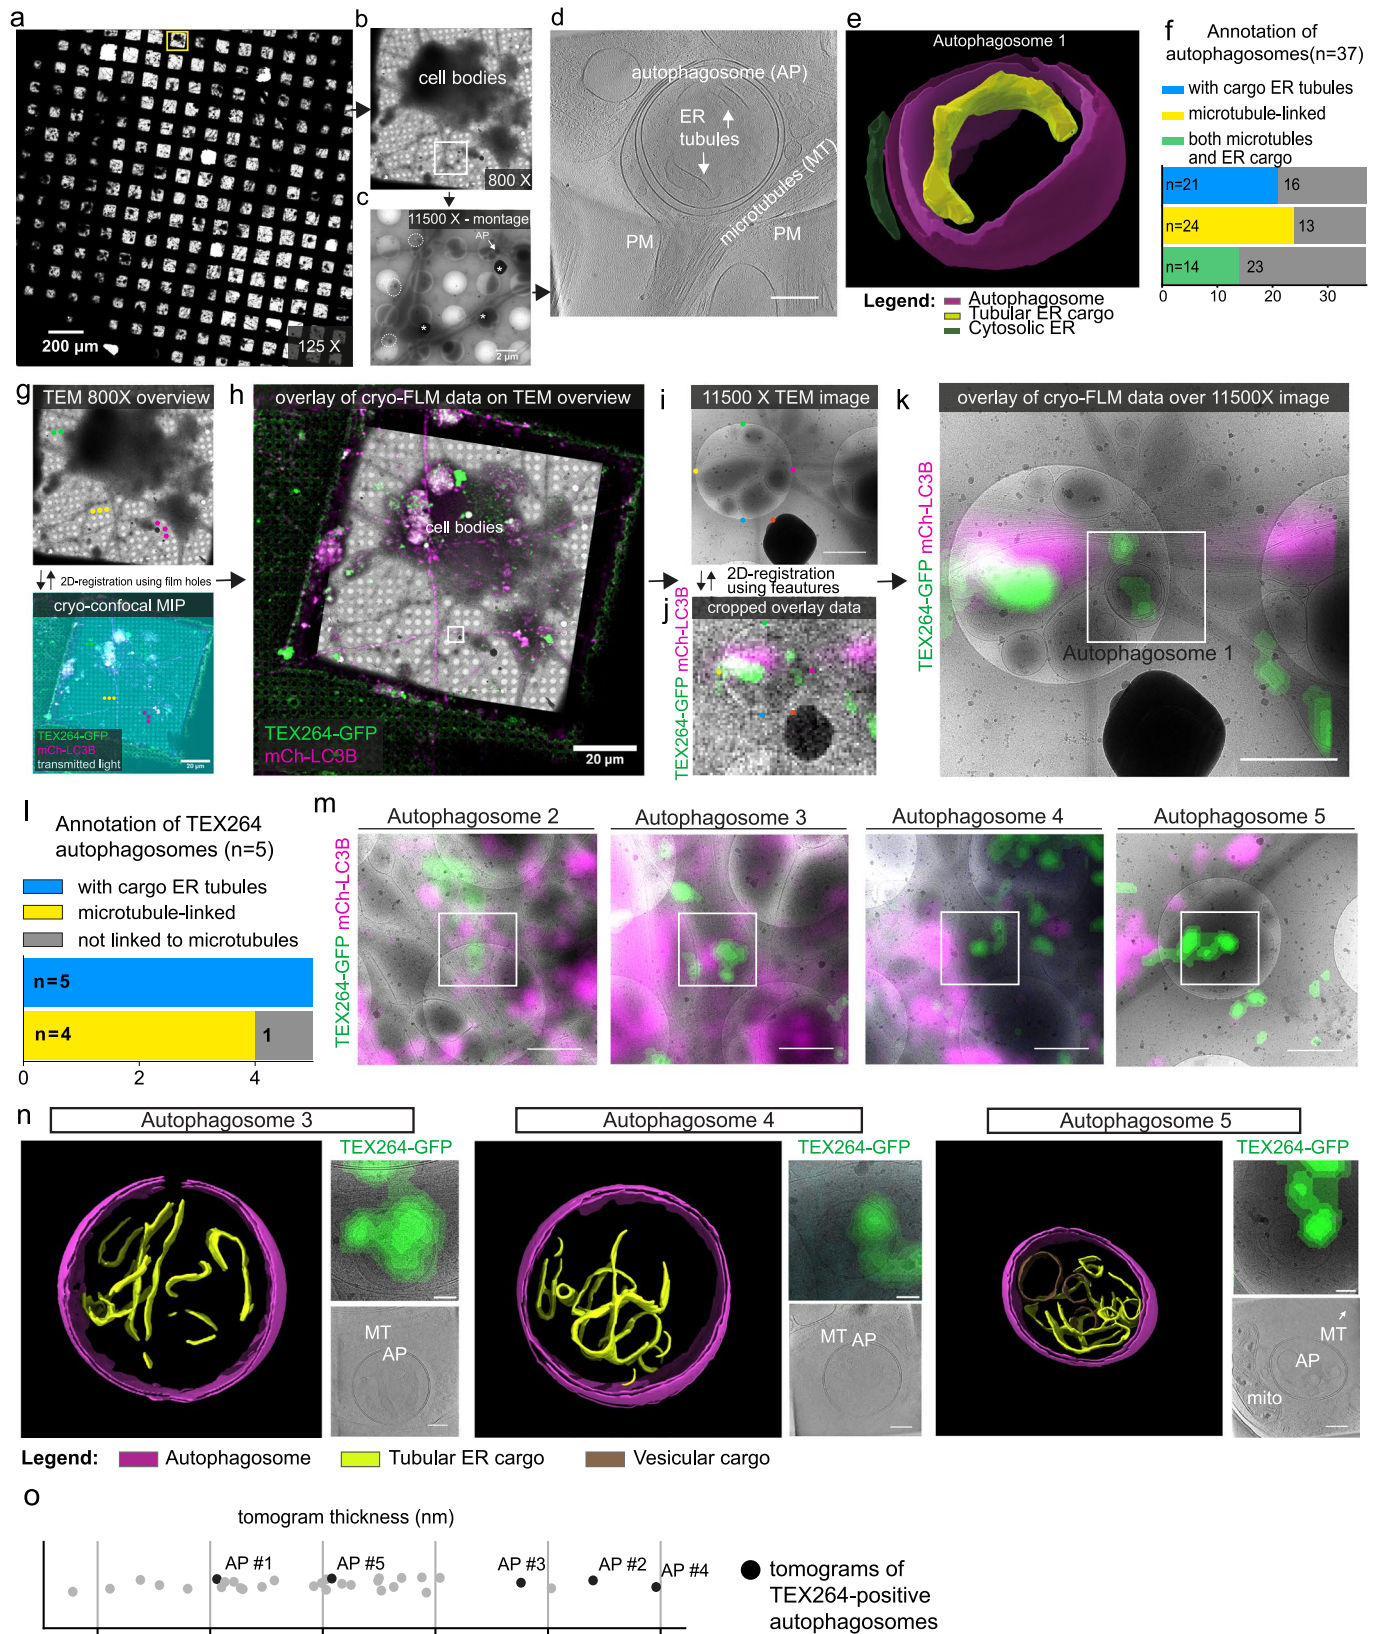 a
200 µm
125 X
b
cell bodies
800 X
c
11500 X - montage
AP
*
*
*
2 µm
d
autophagosome (AP)
ER
tubules
microtubules (MT)
PM
PM
e
Autophagosome 1
Legend:
Autophagosome
Tubular ER cargo
Cytosolic ER
f
Annotation of
autophagosomes(n=37)
with cargo ER tubules
microtubule-linked
both microtubles
and ER cargo
n=21
16
n=24
13
n=14
23
0
10
20
30
g
TEM 800X overview
2D-registration using film holes
cryo-confocal MIP
TEX264-GFP
mCh-LC3B
transmitted light
20 µm
h
overlay of cryo-FLM data on TEM overview
cell bodies
TEX264-GFP
mCh-LC3B
20 µm
i
11500 X TEM image
2D-registration
using feautures
j
cropped overlay data
TEX264-GFP mCh-LC3B
k
overlay of cryo-FLM data over 11500X image
TEX264-GFP mCh-LC3B
Autophagosome 1
l
Annotation of TEX264
autophagosomes (n=5)
with cargo ER tubules
microtubule-linked
not linked to microtubules
n=5
n=4
1
0
2
4
m
TEX264-GFP mCh-LC3B
Autophagosome 2
Autophagosome 3
Autophagosome 4
Autophagosome 5
n
Autophagosome 3
TEX264-GFP
MT
AP
Autophagosome 4
TEX264-GFP
MT AP
Autophagosome 5
TEX264-GFP
MT
AP
mito
Legend:
Autophagosome
Tubular ER cargo
Vesicular cargo
o
tomogram thickness (nm)
AP #1
AP #5
AP #3
AP #2
AP #4
tomograms of
TEX264-positive
autophagosomes